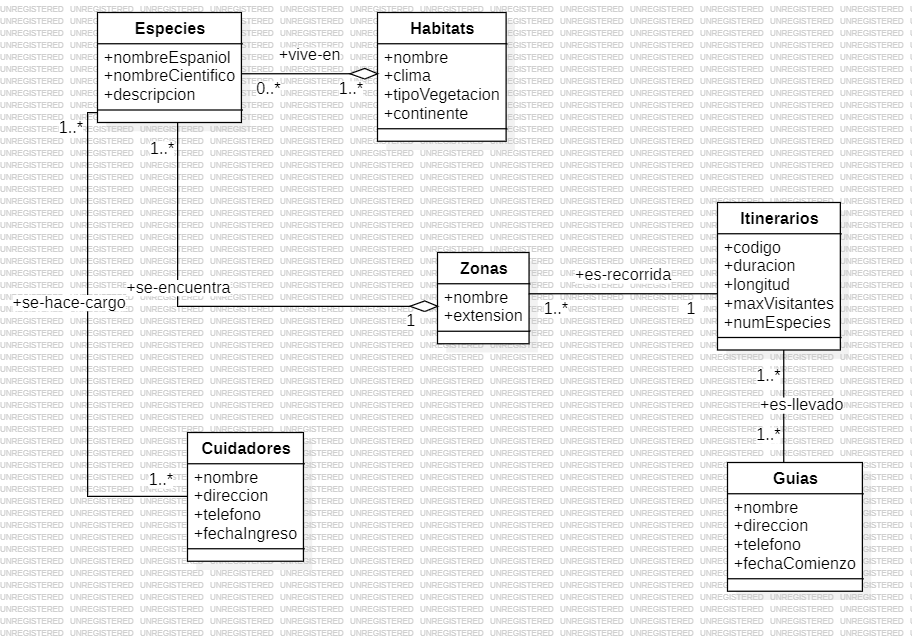 Especies
+nombreEspaniol
+nombreCientifico
+descripcion
+vive-en
0..*
1..*
Habitats
+nombre
+clima
+tipoVegetacion
+continente
1..*
1..*
+se-hace-cargo
+se-encuentra
1
Zonas
+nombre
+extension
+es-recorrida
1..*
1
Itinerarios
+codigo
+duracion
+longitud
+maxVisitantes
+numEspecies
1..*
+es-llevado
1..*
1..*
Cuidadores
+nombre
+direccion
+telefono
+fechaIngreso
Guias
+nombre
+direccion
+telefono
+fechaComienzo
UNREGISTERED